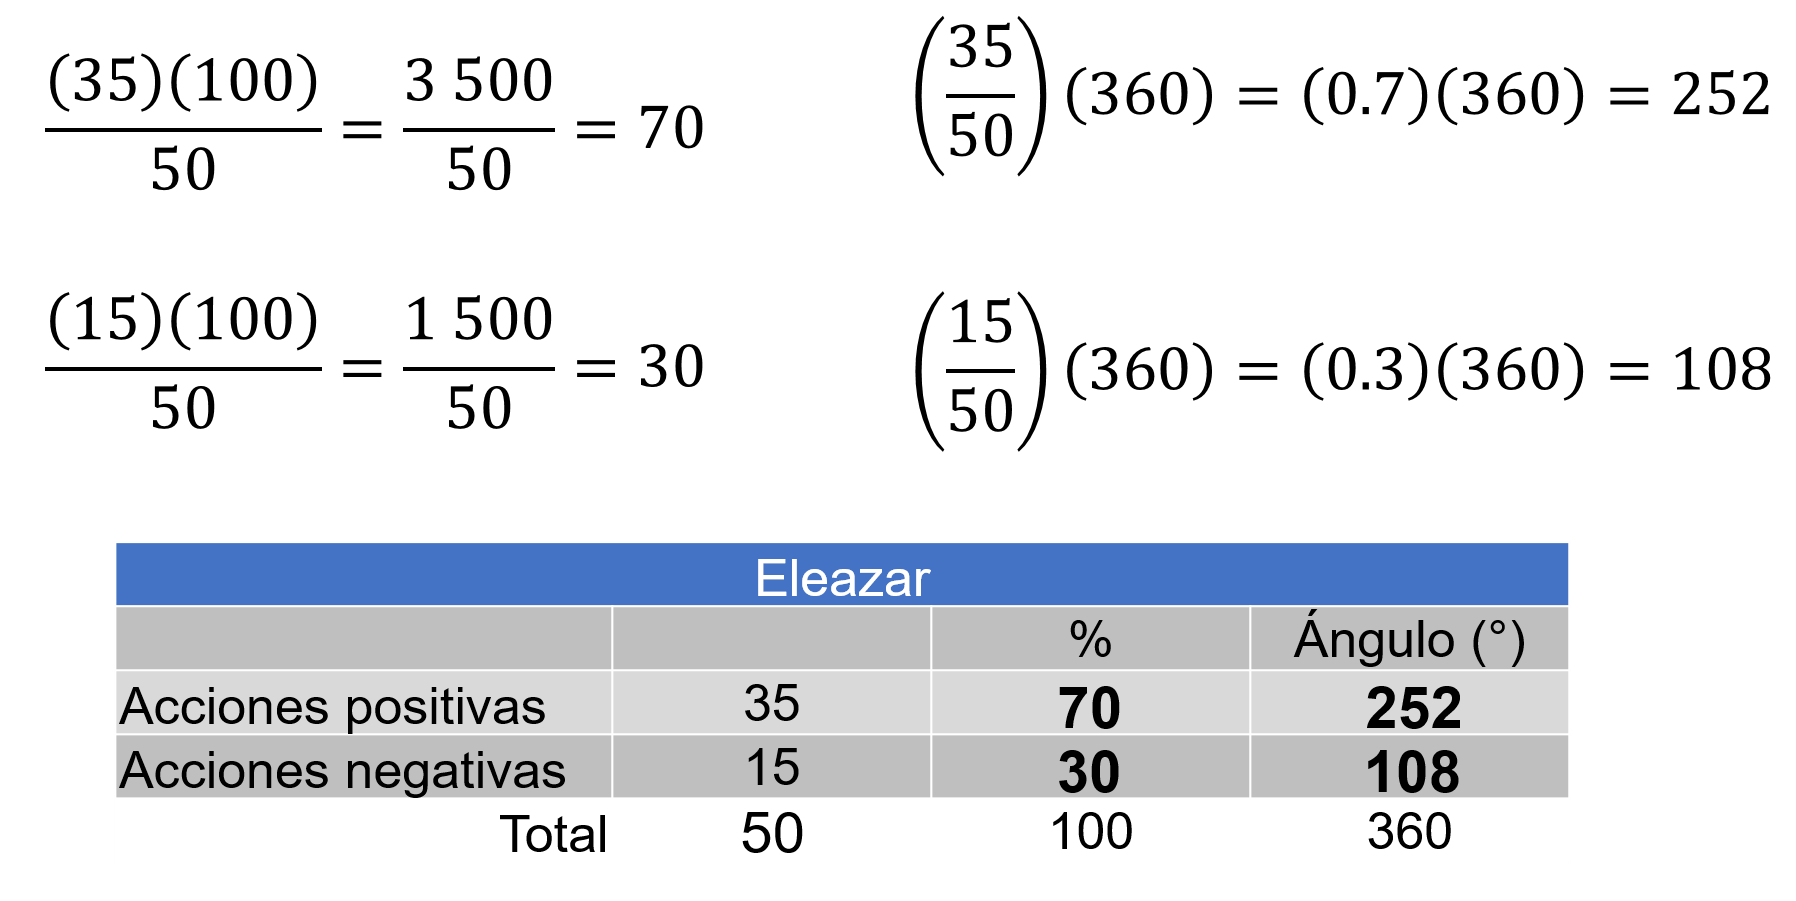 (35)(100)/50 = 3 500/50 = 70
(35/50)(360) = (0.7)(360) = 252
(15)(100)/50 = 1 500/50 = 30
(15/50)(360) = (0.3)(360) = 108
Eleazar
% Ángulo (°)
Acciones positivas 35 70 252
Acciones negativas 15 30 108
Total 50 100 360